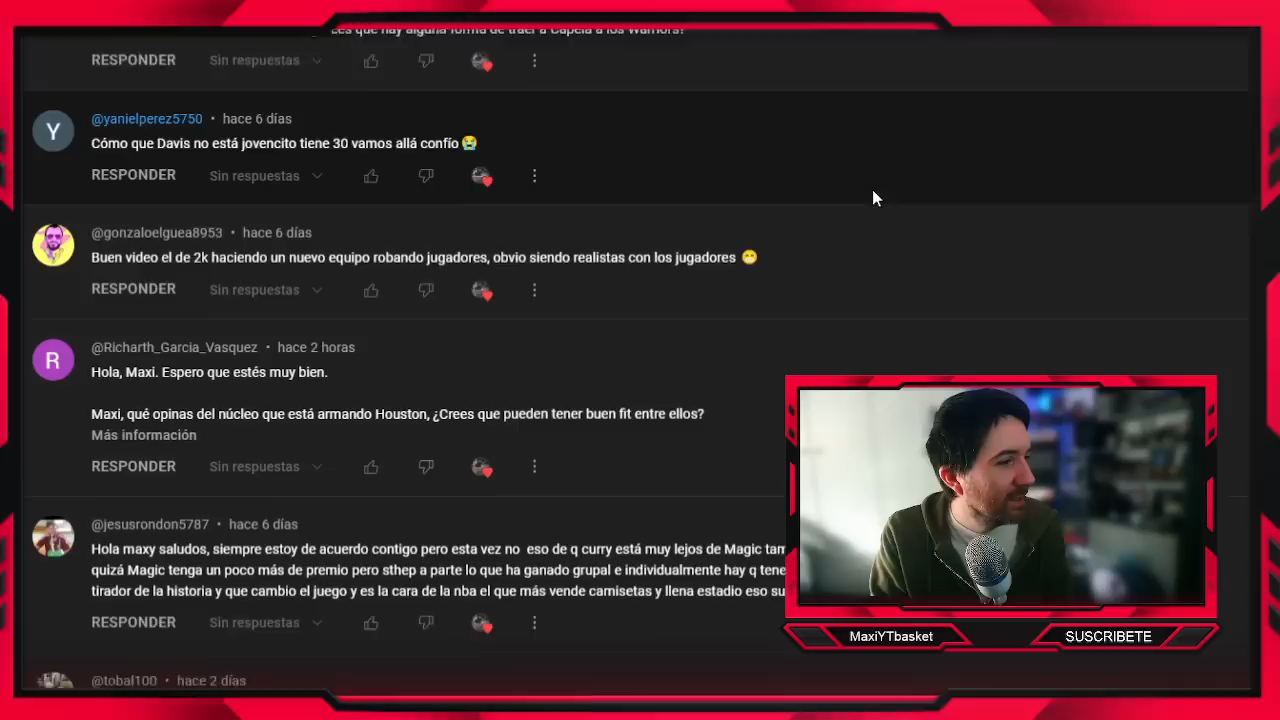 que hay alguna forma de traer a Capela a los Warriors?
RESPONDER Sin respuestas
@yanielperez5750 • hace 6 días
Cómo que Davis no está jovencito tiene 30 vamos allá confío 😭
RESPONDER Sin respuestas
@gonzaloelguea8953 • hace 6 días
Buen video el de 2k haciendo un nuevo equipo robando jugadores, obvio siendo realistas con los jugadores 😁
RESPONDER Sin respuestas
@Richarth_Garcia_Vasquez • hace 2 horas
Hola, Maxi. Espero que estés muy bien.
Maxi, qué opinas del núcleo que está armando Houston, ¿Crees que pueden tener buen fit entre ellos?
Más información
RESPONDER Sin respuestas
@jesusrondon5787 • hace 6 días
Hola maxy saludos, siempre estoy de acuerdo contigo pero esta vez no eso de q curry está muy lejos de Magic
quizá Magic tenga un poco más de premio pero sthep a parte lo que ha ganado grupal e individualmente hay q
tirador de la historia y que cambio el juego y es la cara de la nba el que más vende camisetas y llena estadio eso
RESPONDER Sin respuestas
@tobal100 • hace 2 días
Y
R
MaxiYTbasket
SUSCRIBETE